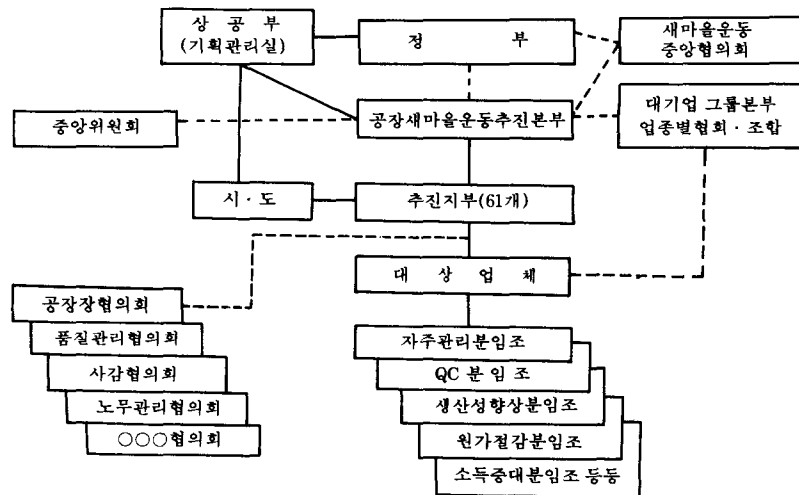 상 공 부
(기획관리실)
정 부
새마을운동
중앙협의회
중앙위원회
공장새마을운동추진본부
대기업 그룹본부
업종별협회 · 조합
시 · 도
추진지부(61개)
대 상 업 체
공장장협의회
품질관리협의회
사감협의회
노무관리협의회
○○○협의회
자주관리분임조
QC 분 임 조
생산성향상분임조
원가절감분임조
소득증대분임조 등등